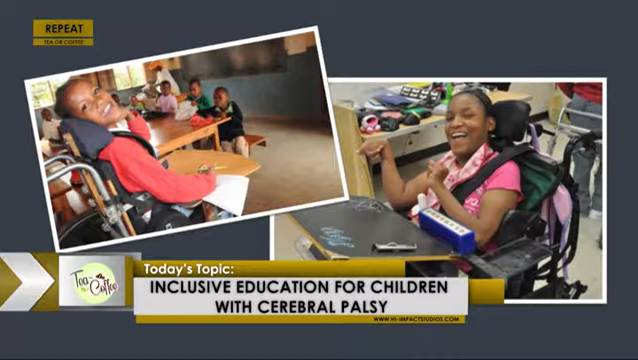 REPEAT
TEA OR COFFEE
Today's Topic:
Tea
Coffee
INCLUSIVE EDUCATION FOR CHILDREN
WITH CEREBRAL PALSY
WWW.HI-IMPACTSTUDIOS.COM